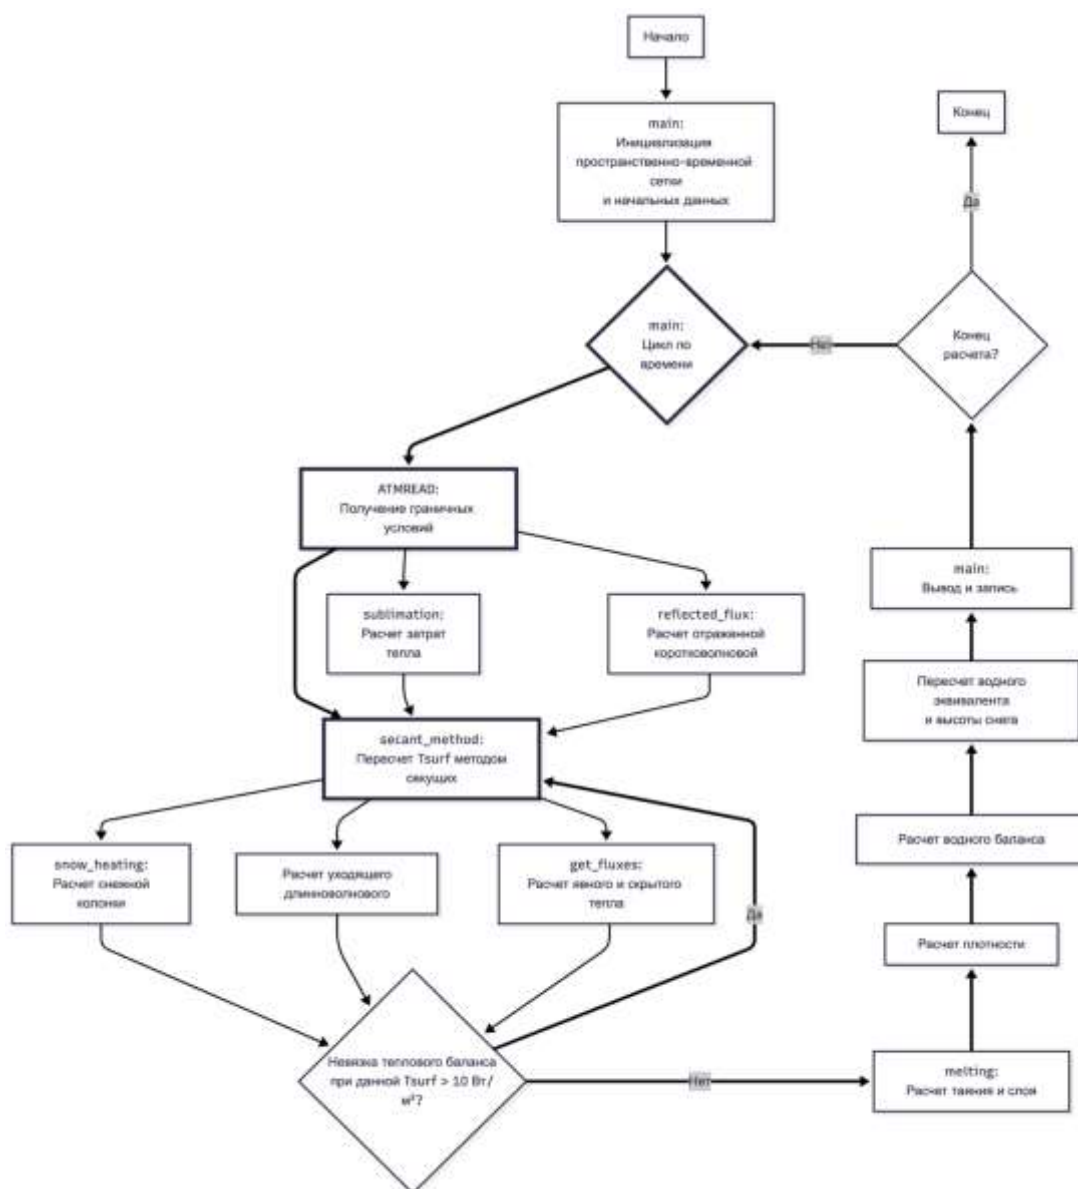 Начало
main:
Инициализация
пространственно-временной
сетки
и начальных данных
Конец
Да
main:
Цикл по
времени
Нет
Конец
расчета?
ATMREAD:
Получение граничных
условий
sublimation:
Расчет затрат
тепла
reflected_flux:
Расчет отраженной
коротковолновой
main:
Вывод и запись
Пересчет водного
эквивалента
и высоты снега
secant_method:
Пересчет Tsurf методом
секущих
snow_heating:
Расчет снежной
колонки
Расчет уходящего
длинноволнового
get_fluxes:
Расчет явного и скрытого
тепла
Да
Расчет водного баланса
Расчет плотности
Невязка теплового баланса
при данной Tsurf > 10 Вт/
м²?
Нет
melting:
Расчет таяния и слоя